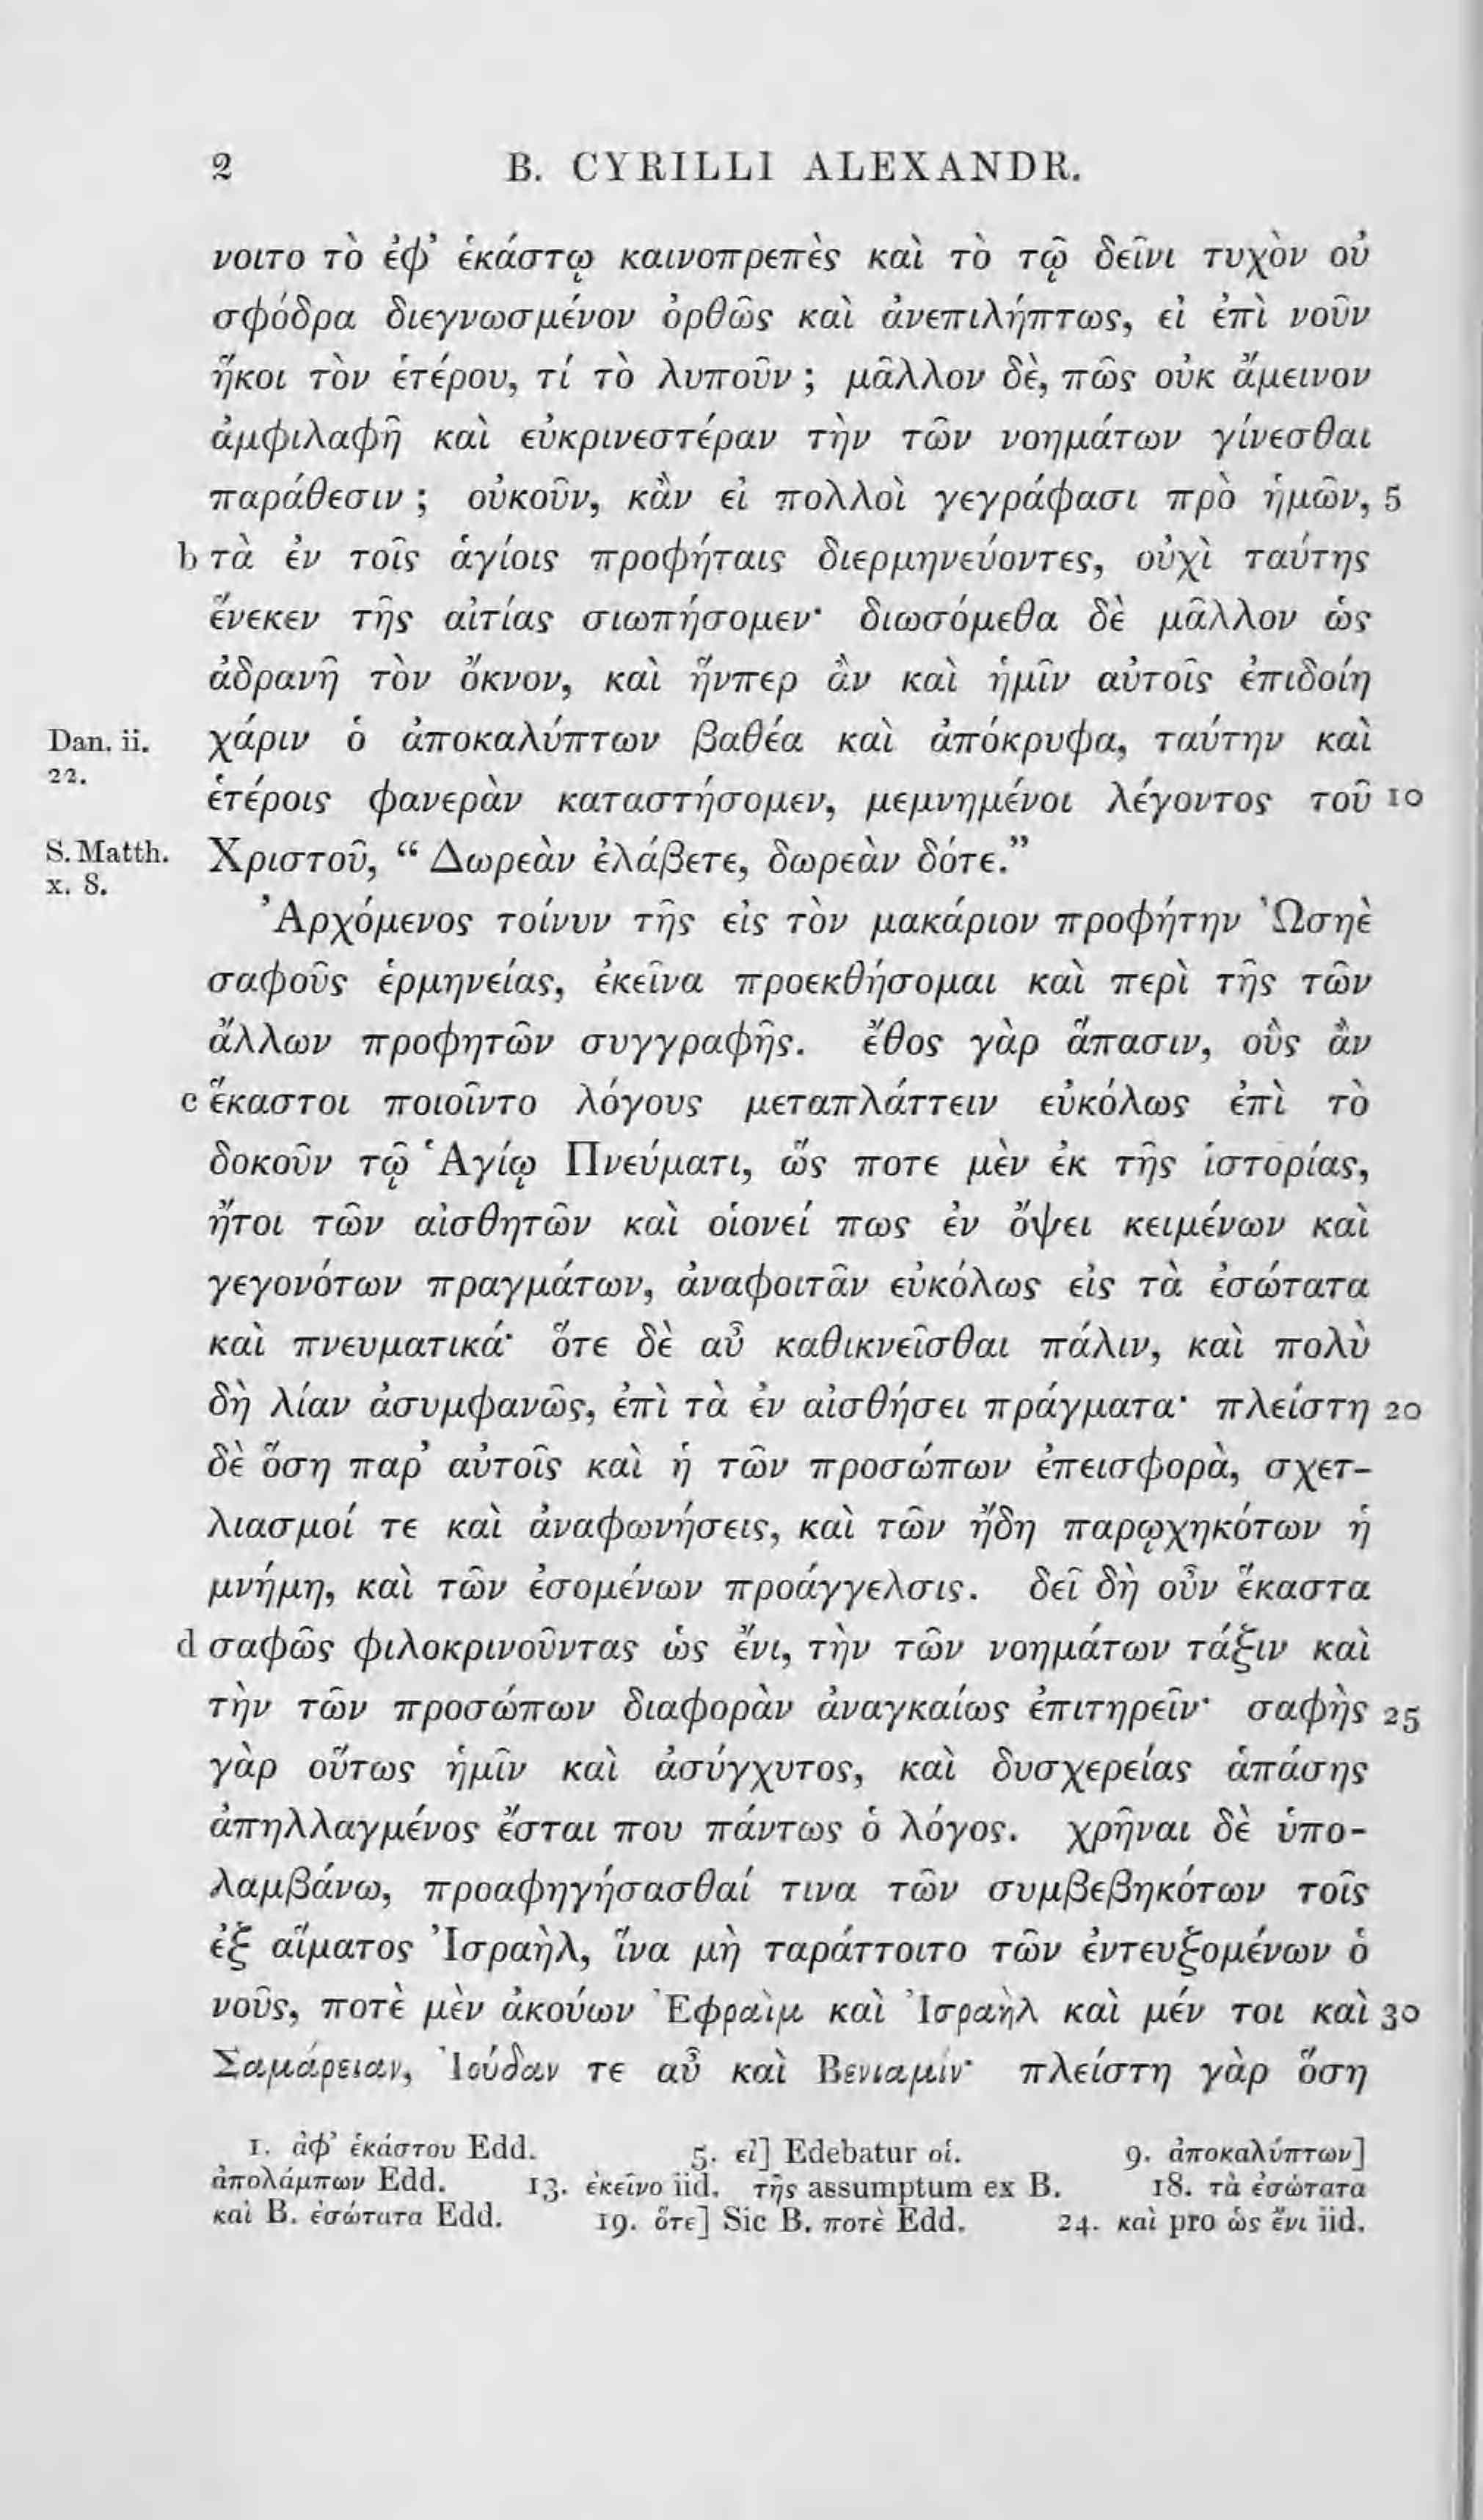 2 B. CYRILLI ALEXANDR.
νοιτο τὸ ἐφ’ ἑκάστῳ καινοπρεπὲς καὶ τὸ τῷ δεῖνι τυχὸν οὐ
σφόδρα διεγνωσμένον ὀρθῶς καὶ ἀνεπιλήπτως, εἰ ἐπὶ νοῦν
ἥκοι τὸν ἑτέρου, τί τὸ λυποῦν ; μᾶλλον δὲ, πῶς οὐκ ἄμεινον
ἀμφιλαφῆ καὶ εὐκρινεστέραν τὴν τῶν νοημάτων γίνεσθαι
παράθεσιν ; οὐκοῦν, κἂν εἰ πολλοὶ γεγράφασι πρὸ ἡμῶν, 5
b τὰ ἐν τοῖς ἁγίοις προφήταις διερμηνεύοντες, οὐχὶ ταύτης
ἕνεκεν τῆς αἰτίας σιωπήσομεν· διωσόμεθα δὲ μᾶλλον ὡς
ἀδρανῆ τὸν ὄκνον, καὶ ἥνπερ ἂν καὶ ἡμῖν αὐτοῖς ἐπιδοίη
Dan. ii. χάριν ὁ ἀποκαλύπτων βαθέα καὶ ἀπόκρυφα, ταύτην καὶ
22.
ἑτέροις φανερὰν καταστήσομεν, μεμνημένοι λέγοντος τοῦ 10
S. Matth. Χριστοῦ, “ Δωρεὰν ἐλάβετε, δωρεὰν δότε.”
x. 8.
Ἀρχόμενος τοίνυν τῆς εἰς τὸν μακάριον προφήτην Ὠσηὲ
σαφοῦς ἑρμηνείας, ἐκεῖνα προεκθήσομαι καὶ περὶ τῆς τῶν
ἄλλων προφητῶν συγγραφῆς. ἔθος γὰρ ἅπασιν, οὓς ἂν
c ἕκαστοι ποιοῖντο λόγους μεταπλάττειν εὐκόλως ἐπὶ τὸ
δοκοῦν τῷ Ἁγίῳ Πνεύματι, ὥς ποτε μὲν ἐκ τῆς ἱστορίας,
ἤτοι τῶν αἰσθητῶν καὶ οἱονεί πως ἐν ὄψει κειμένων καὶ
γεγονότων πραγμάτων, ἀναφοιτᾶν εὐκόλως εἰς τὰ ἐσώτατα
καὶ πνευματικά· ὅτε δὲ αὖ καθικνεῖσθαι πάλιν, καὶ πολὺ
δὴ λίαν ἀσυμφανῶς, ἐπὶ τὰ ἐν αἰσθήσει πράγματα· πλείστη 20
δὲ ὅση παρ’ αὐτοῖς καὶ ἡ τῶν προσώπων ἐπεισφορὰ, σχετ-
λιασμοί τε καὶ ἀναφωνήσεις, καὶ τῶν ἤδη παρῳχηκότων ἡ
μνήμη, καὶ τῶν ἐσομένων προάγγελσις. δεῖ δὴ οὖν ἕκαστα
d σαφῶς φιλοκρινοῦντας ὡς ἔνι, τὴν τῶν νοημάτων τάξιν καὶ
τὴν τῶν προσώπων διαφορὰν ἀναγκαίως ἐπιτηρεῖν· σαφὴς 25
γὰρ οὕτως ἡμῖν καὶ ἀσύγχυτος, καὶ δυσχερείας ἁπάσης
ἀπηλλαγμένος ἔσται που πάντως ὁ λόγος. χρῆναι δὲ ὑπο-
λαμβάνω, προαφηγήσασθαί τινα τῶν συμβεβηκότων τοῖς
ἐξ αἵματος Ἰσραὴλ, ἵνα μὴ ταράττοιτο τῶν ἐντευξομένων ὁ
νοῦς, ποτὲ μὲν ἀκούων Ἐφραὶμ καὶ Ἰσραὴλ καὶ μέν τοι καὶ 30
Σαμάρειαν, Ἰούδαν τε αὖ καὶ Βενιαμίν· πλείστη γὰρ ὅση
1. ἀφ’ ἑκάστου Edd. 5. εἰ] Edebatur οἱ. 9. ἀποκαλύπτων]
ἀπολάμπων Edd. 13. ἐκεῖνο iid. τῆς assumptum ex B. 18. τὰ ἐσώτατα
καὶ B. ἐσώτατα Edd. 19. ὅτε] Sic B. ποτὲ Edd. 24. καὶ pro ὡς ἔνι iid.